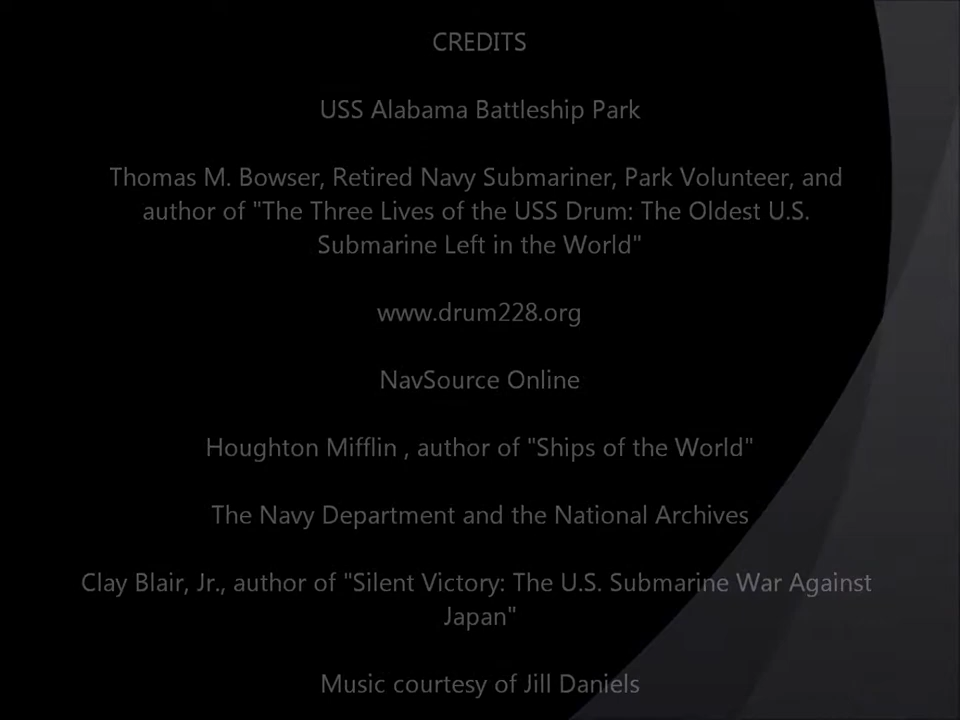 CREDITS
USS Alabama Battleship Park
Thomas M. Bowser, Retired Navy Submariner, Park Volunteer, and
author of "The Three Lives of the USS Drum: The Oldest U.S.
Submarine Left in the World"
www.drum228.org
NavSource Online
Houghton Mifflin , author of "Ships of the World"
The Navy Department and the National Archives
Clay Blair, Jr., author of "Silent Victory: The U.S. Submarine War Against
Japan"
Music courtesy of Jill Daniels